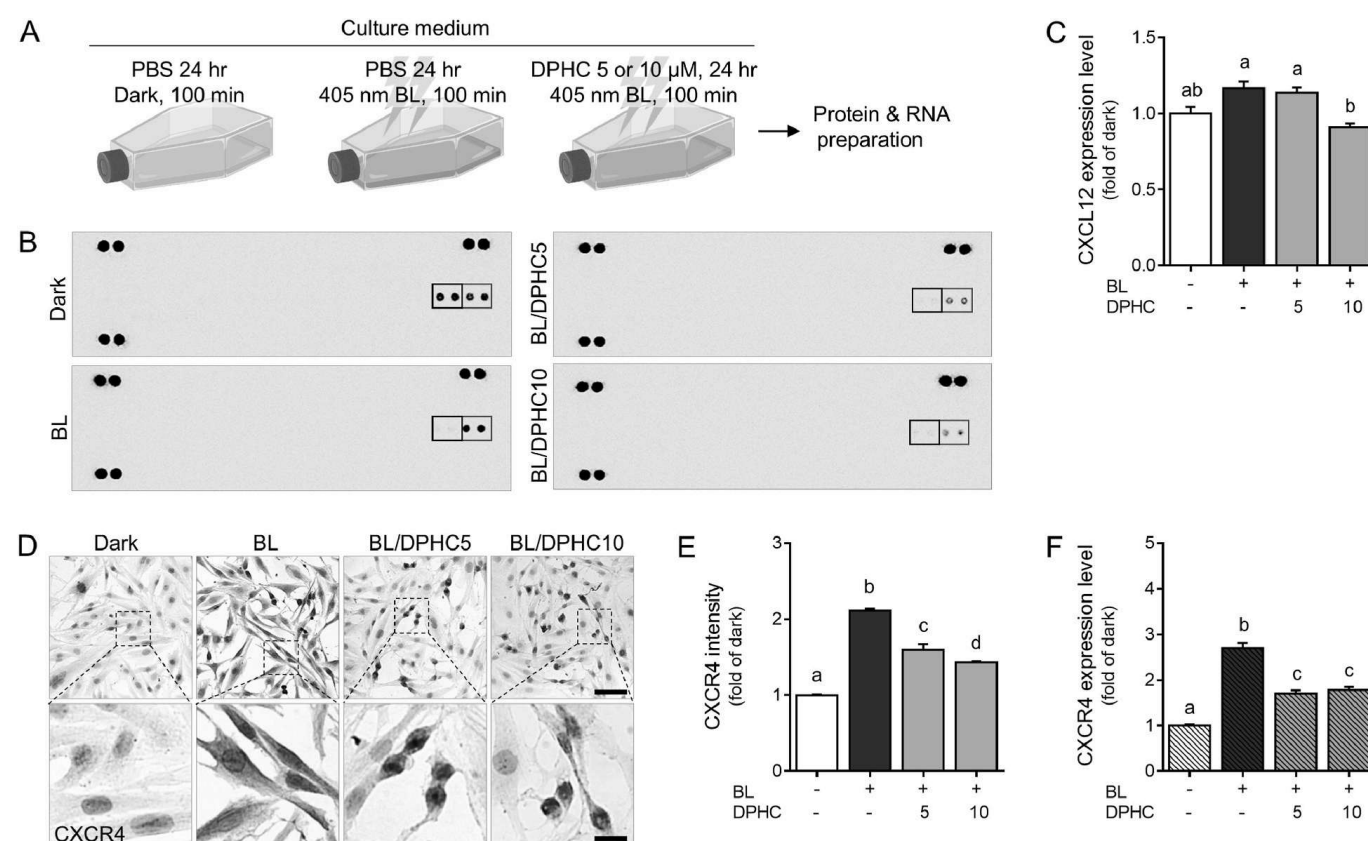 A
Culture medium
PBS 24 hr
Dark, 100 min
PBS 24 hr
405 nm BL, 100 min
DPHC 5 or 10 µM, 24 hr
405 nm BL, 100 min
Protein & RNA
preparation
B
Dark
BL/DPHC5
BL
BL/DPHC10
C
CXCL12 expression level
(fold of dark)
1.5
1.0
0.5
0.0
ab
a
a
b
BL - + + +
DPHC - - 5 10
D
Dark
BL
BL/DPHC5
BL/DPHC10
CXCR4
E
CXCR4 intensity
(fold of dark)
3
2
1
0
a
b
c
d
BL - + + +
DPHC - - 5 10
F
CXCR4 expression level
(fold of dark)
5
4
3
2
1
0
a
b
c
c
BL - + + +
DPHC - - 5 10